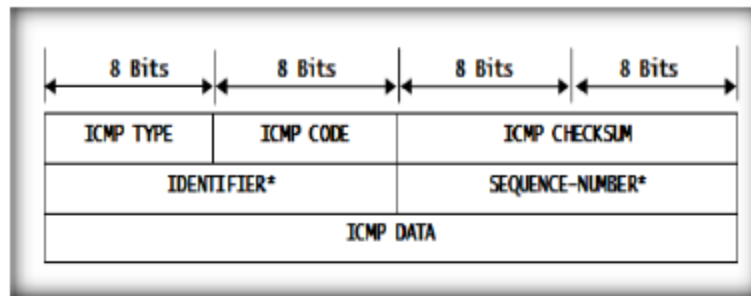 8 Bits 8 Bits 8 Bits 8 Bits
ICMP TYPE ICMP CODE ICMP CHECKSUM
IDENTIFIER* SEQUENCE-NUMBER*
ICMP DATA